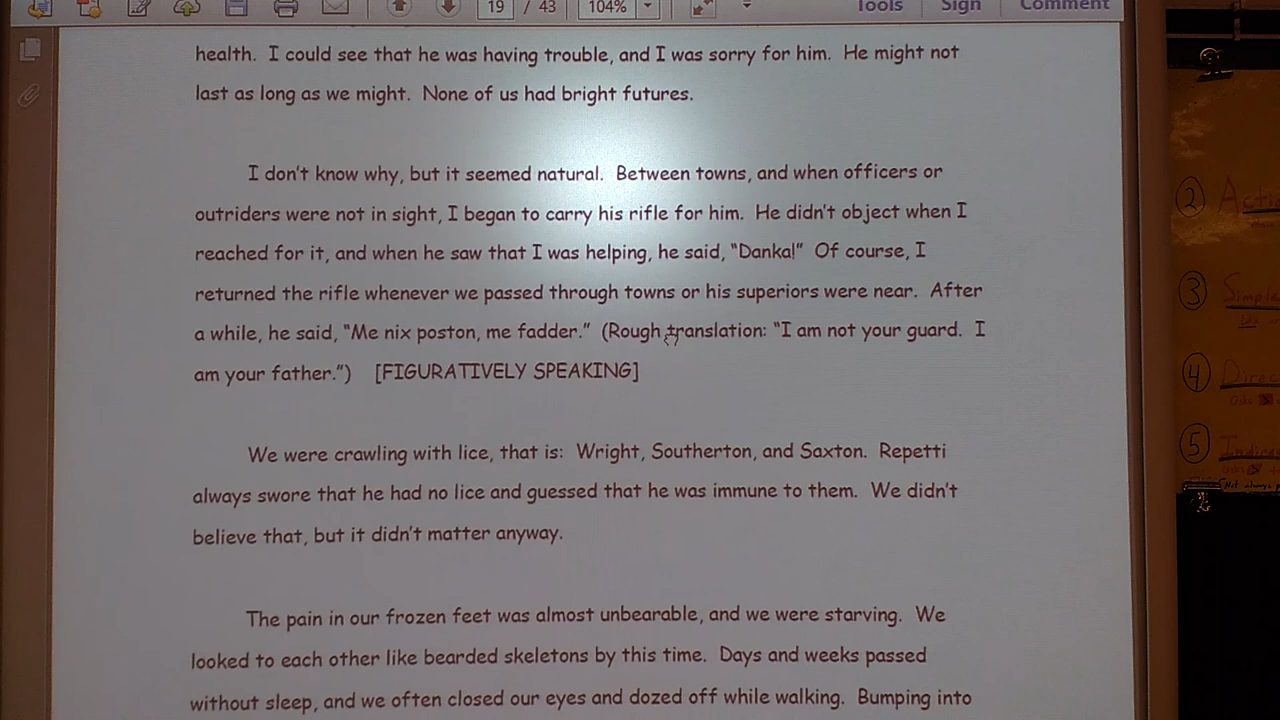 19 / 43 104% Tools Sign Comment
health. I could see that he was having trouble, and I was sorry for him. He might not
last as long as we might. None of us had bright futures.
I don't know why, but it seemed natural. Between towns, and when officers or
outriders were not in sight, I began to carry his rifle for him. He didn't object when I
reached for it, and when he saw that I was helping, he said, "Danka!" Of course, I
returned the rifle whenever we passed through towns or his superiors were near. After
a while, he said, "Me nix poston, me fadder." (Rough translation: "I am not your guard. I
am your father.") [FIGURATIVELY SPEAKING]
We were crawling with lice, that is: Wright, Southerton, and Saxton. Repetti
always swore that he had no lice and guessed that he was immune to them. We didn't
believe that, but it didn't matter anyway.
The pain in our frozen feet was almost unbearable, and we were starving. We
looked to each other like bearded skeletons by this time. Days and weeks passed
without sleep, and we often closed our eyes and dozed off while walking. Bumping into
2
3
4
5
Not always